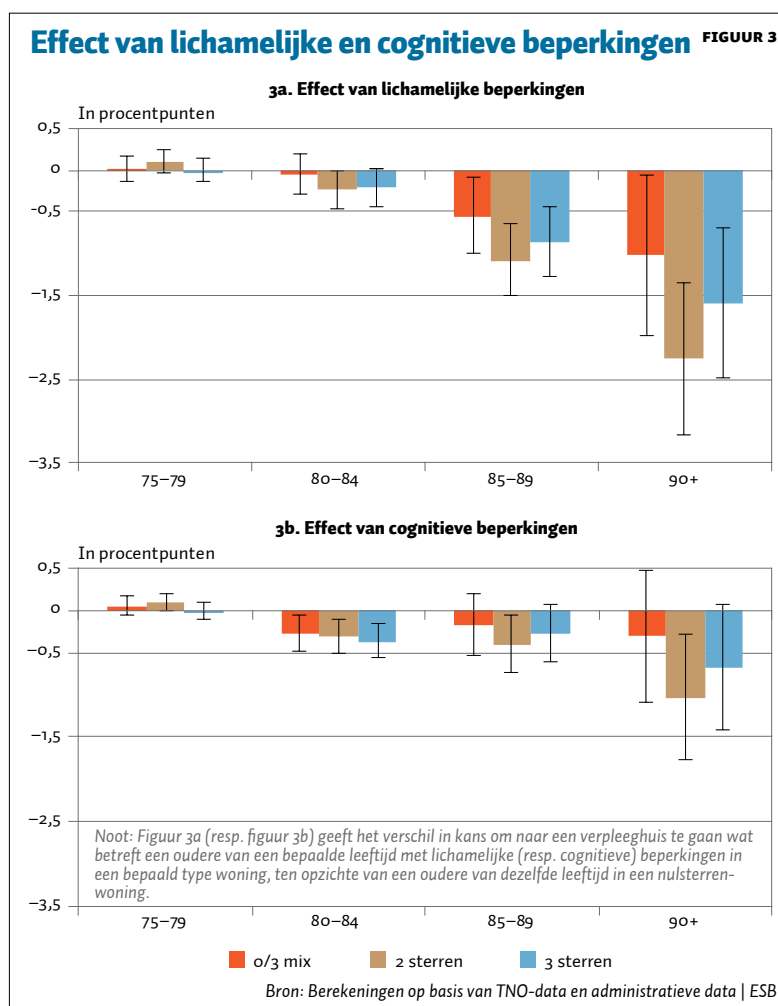 Effect van lichamelijke en cognitieve beperkingen FIGUUR 3
3a. Effect van lichamelijke beperkingen
In procentpunten
0,5
0
–0,5
–1,5
–2,5
–3,5
75–79 80–84 85–89 90+
3b. Effect van cognitieve beperkingen
In procentpunten
0,5
0
–0,5
–1,5
–2,5
–3,5
Noot: Figuur 3a (resp. figuur 3b) geeft het verschil in kans om naar een verpleeghuis te gaan wat
betreft een oudere van een bepaalde leeftijd met lichamelijke (resp. cognitieve) beperkingen in
een bepaald type woning, ten opzichte van een oudere van dezelfde leeftijd in een nulsterren-
woning.
75–79 80–84 85–89 90+
0/3 mix 2 sterren 3 sterren
Bron: Berekeningen op basis van TNO-data en administratieve data | ESB